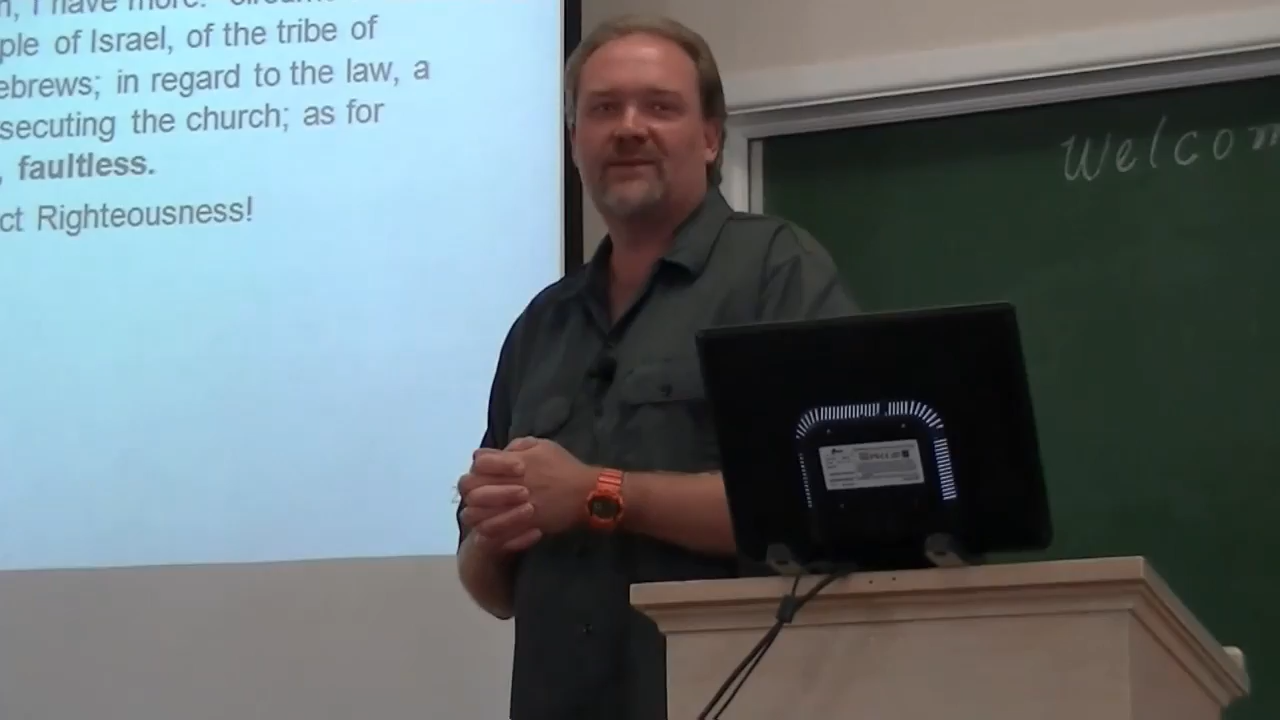 n, I have more.
ple of Israel, of the tribe of
ebrews; in regard to the law, a
secuting the church; as for
, faultless.
ct Righteousness!
Welcom